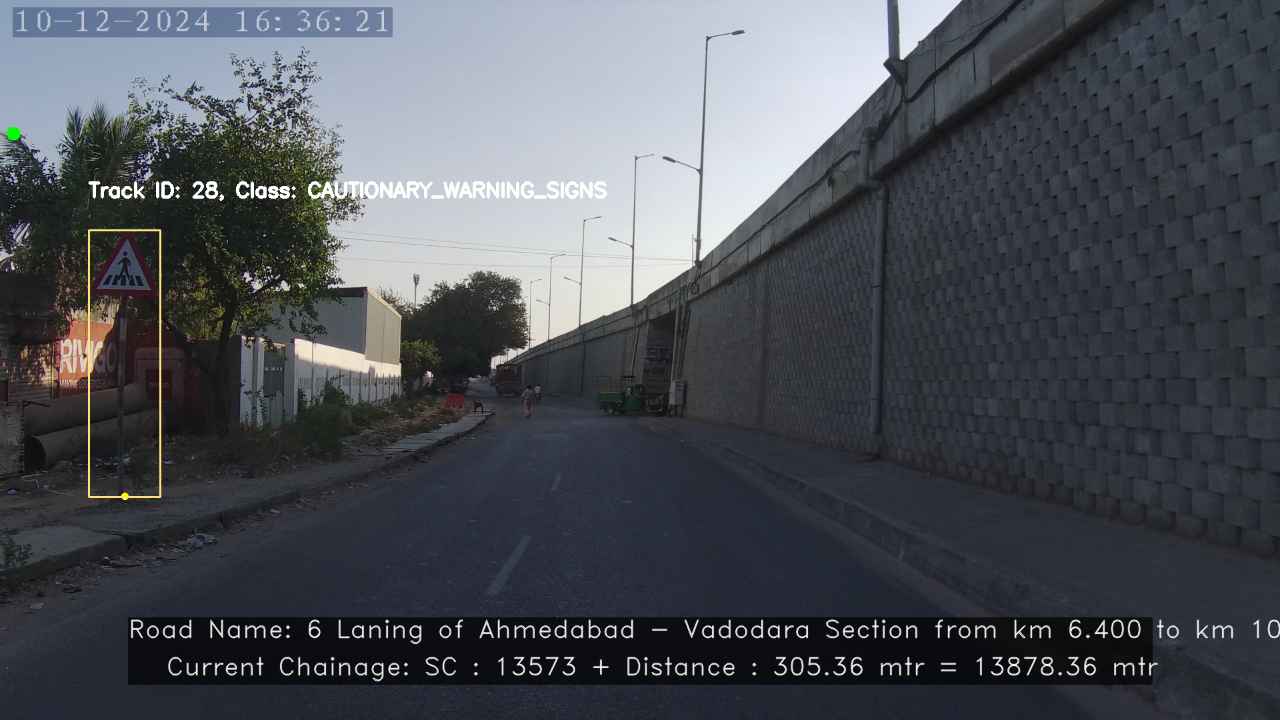 10-12-2024 16:36:21
Track ID: 28, Class: CAUTIONARY_WARNING_SIGNS
Road Name: 6 Laning of Ahmedabad - Vadodara Section from km 6.400 to km 10
Current Chainage: SC : 13573 + Distance : 305.36 mtr = 13878.36 mtr